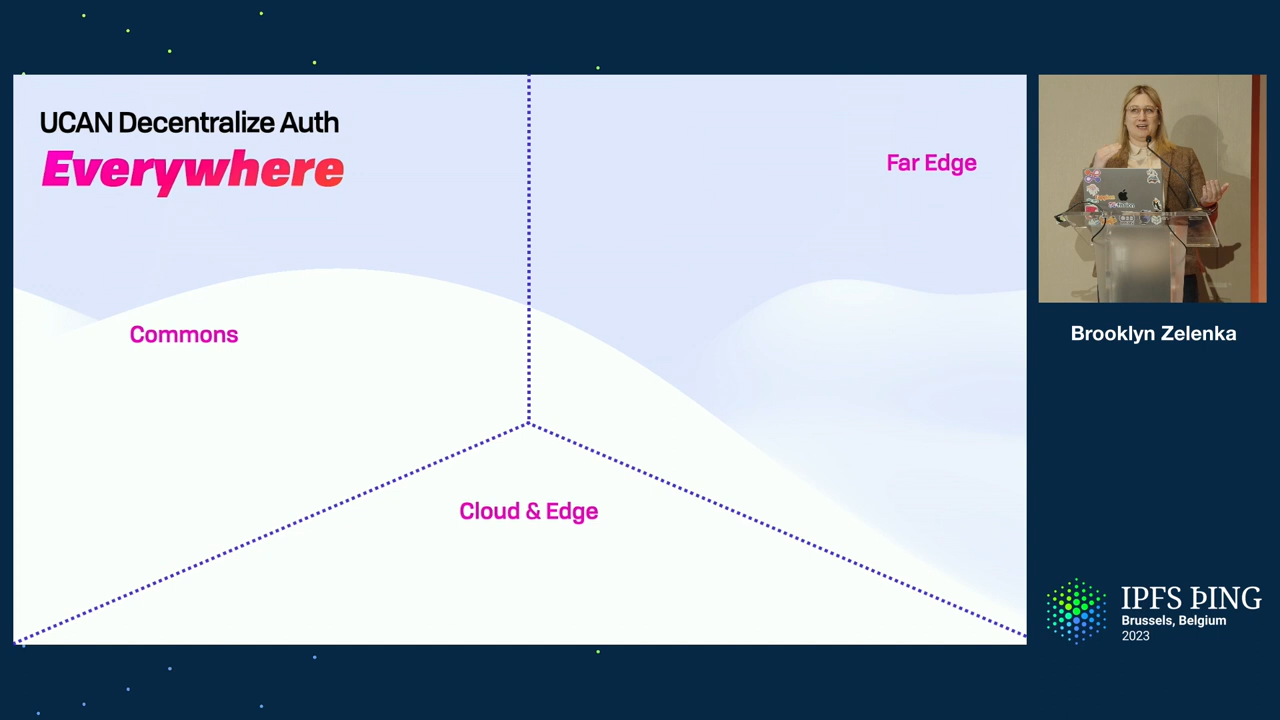 UCAN Decentralize Auth
Everywhere
Far Edge
Commons
Cloud & Edge
Brooklyn Zelenka
IPFS ÞING
Brussels, Belgium
2023